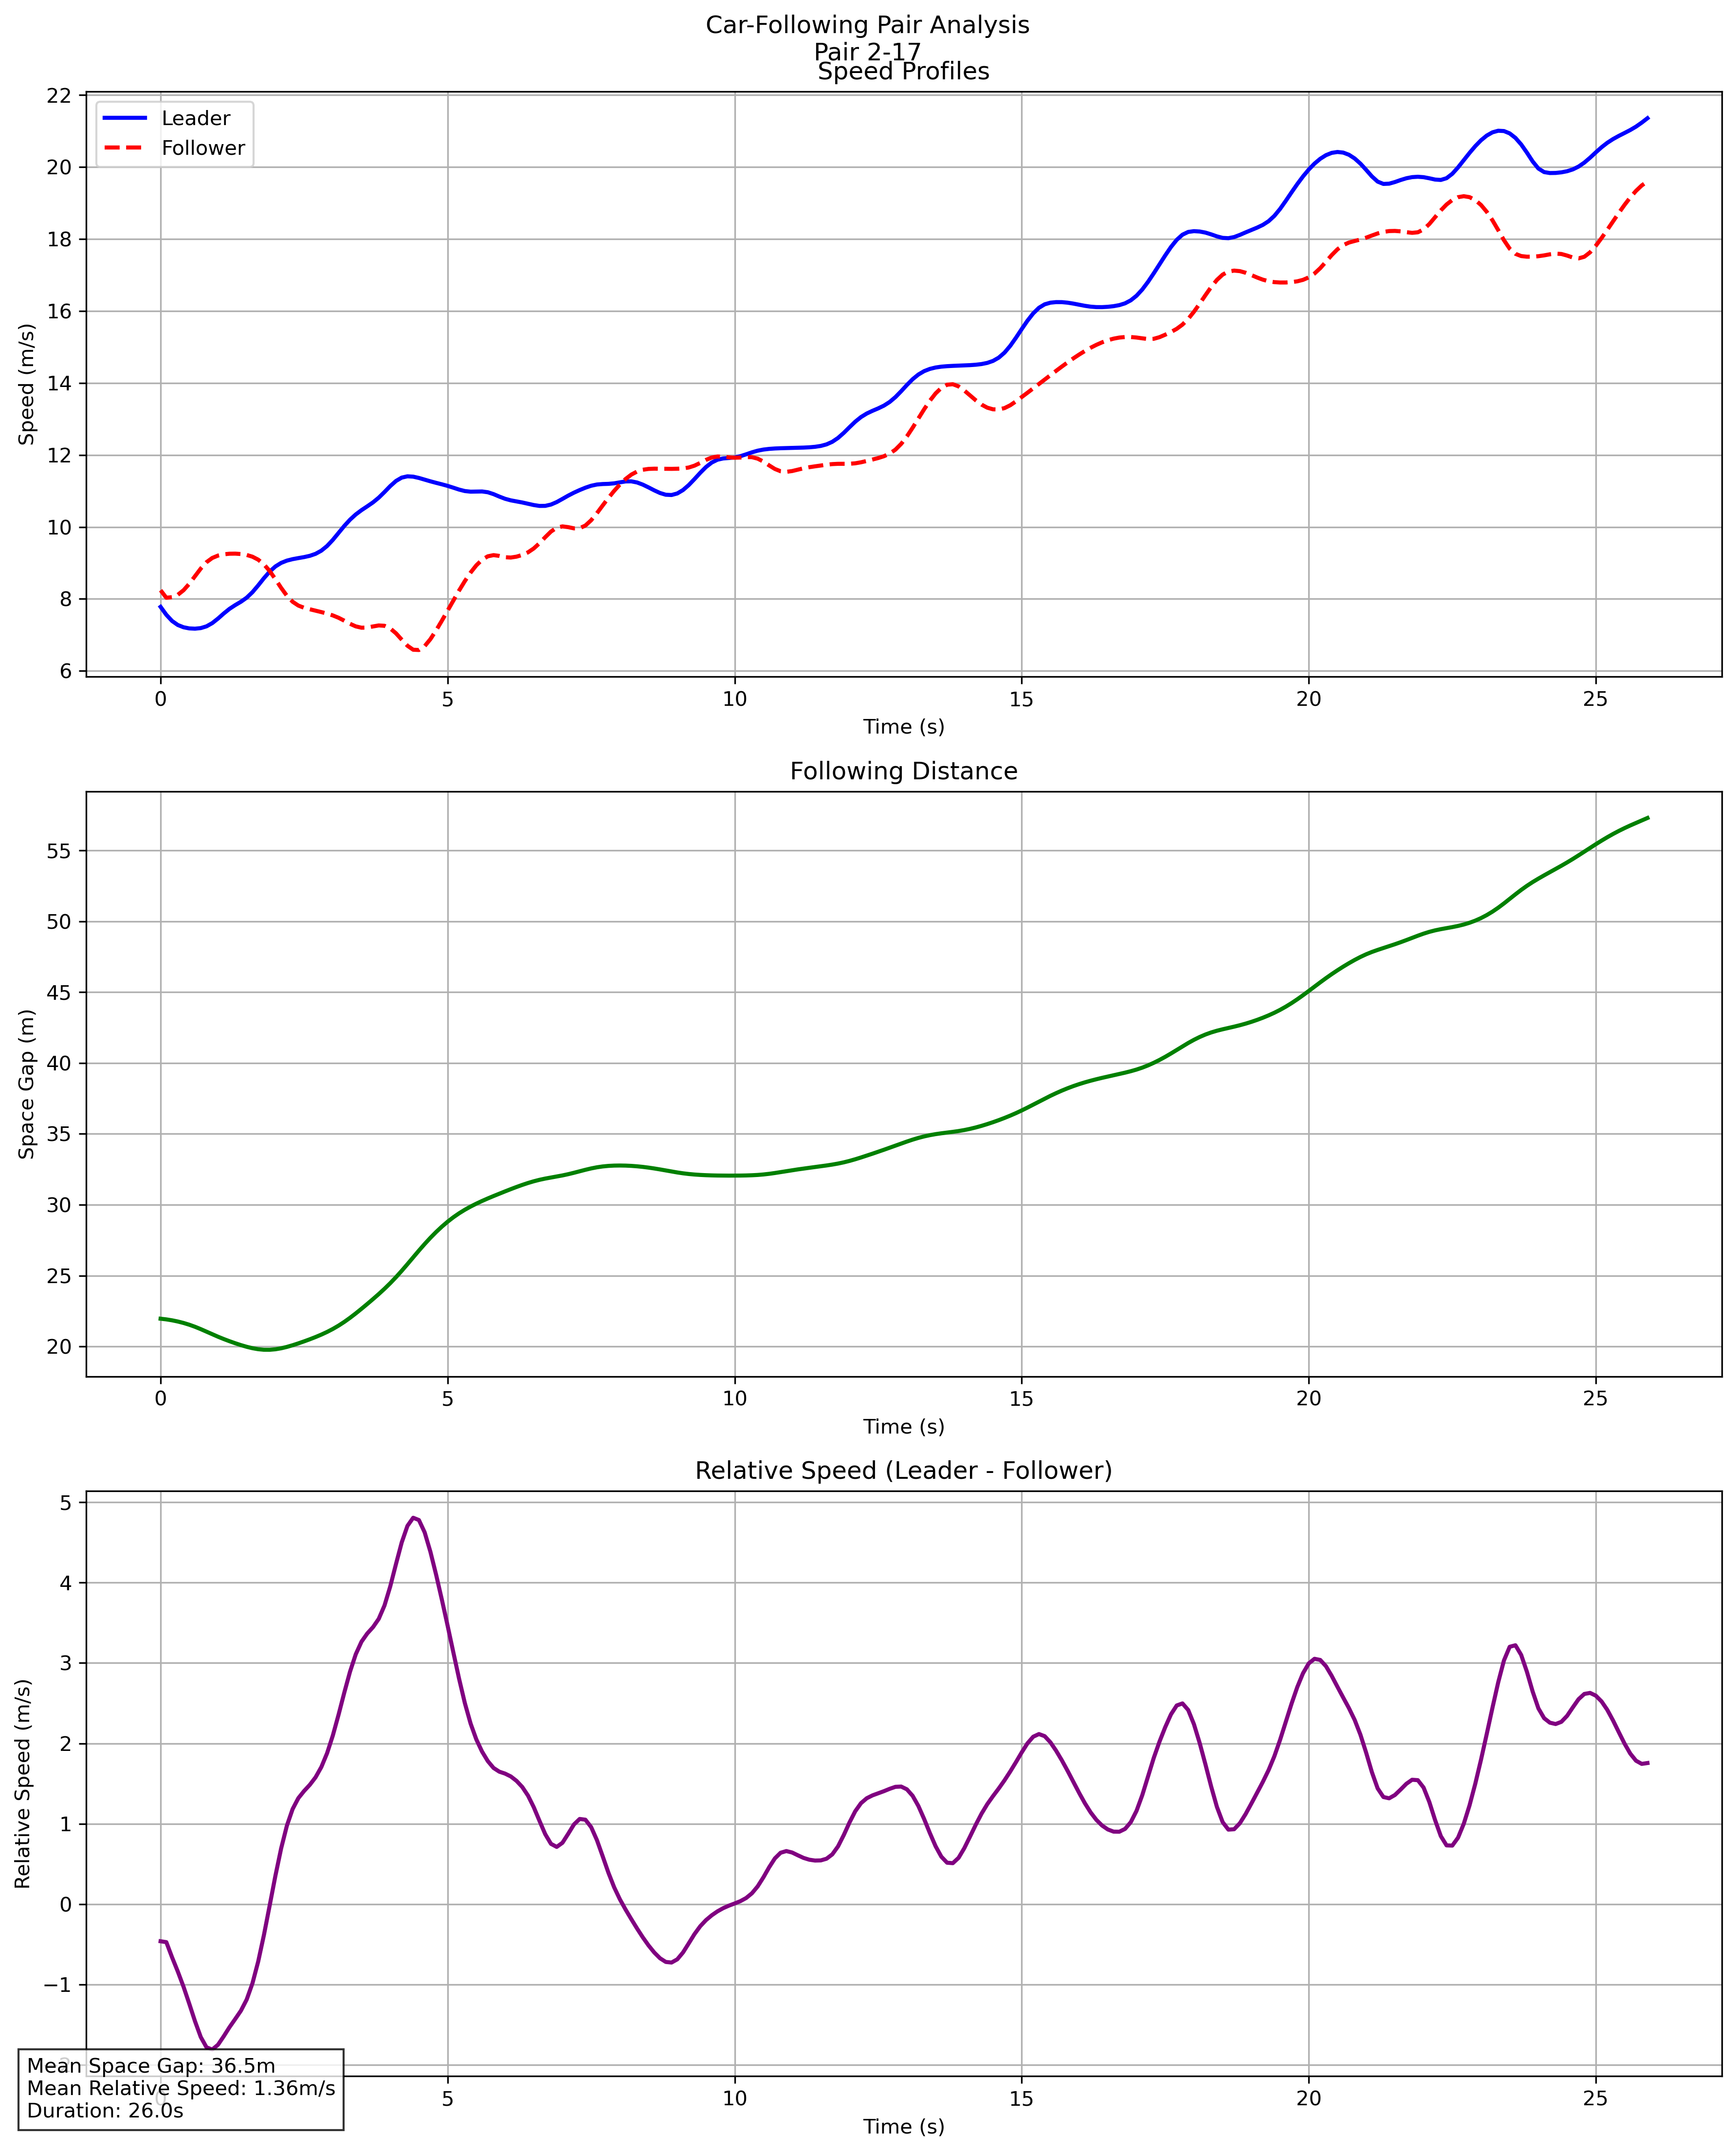 Car-Following Pair Analysis
Pair 2-17
Speed Profiles
22
20
18
16
14
12
10
8
6
Speed (m/s)
Leader
Follower
0 5 10 15 20 25
Time (s)
Following Distance
55
50
45
40
35
30
25
20
Space Gap (m)
0 5 10 15 20 25
Time (s)
Relative Speed (Leader - Follower)
5
4
3
2
1
0
−1
−2
Relative Speed (m/s)
0 5 10 15 20 25
Time (s)
Mean Space Gap: 36.5m
Mean Relative Speed: 1.36m/s
Duration: 26.0s